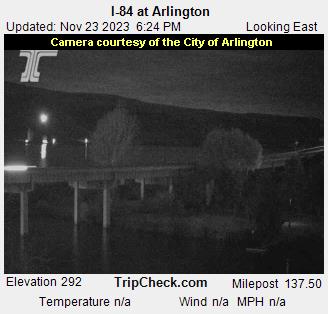 I-84 at Arlington
Updated: Nov 23 2023 6:24 PM Looking East
Camera courtesy of the City of Arlington
Elevation 292 TripCheck.com Milepost 137.50
Temperature n/a Wind n/a MPH n/a